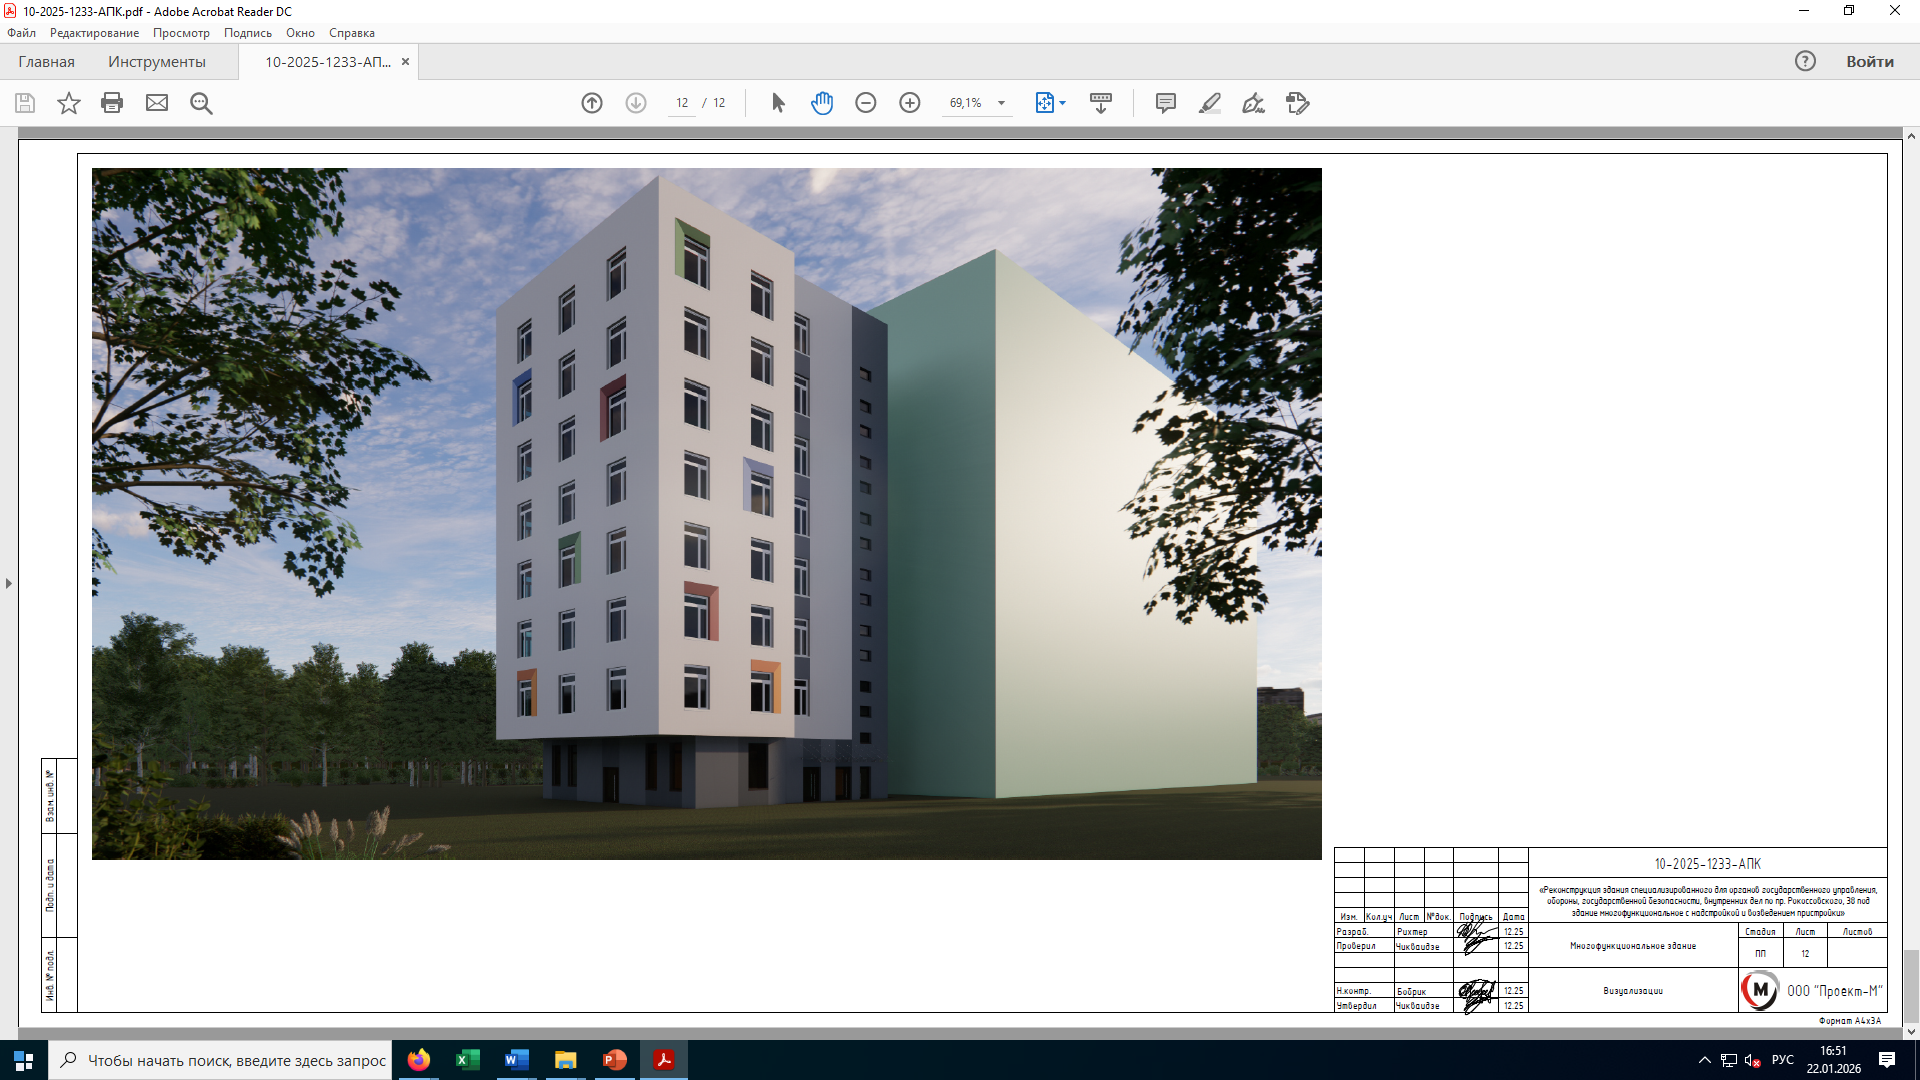 10-2025-1233-АПК.pdf - Adobe Acrobat Reader DC
Файл Редактирование Просмотр Подпись Окно Справка
Главная Инструменты 10-2025-1233-АП... × ? Войти
12 / 12 69,1%
Взам. инв. №
Подп. и дата
Инв. № подл.
10-2025-1233-АПК
«Реконструкция здания специализированного для органов государственного управления,
обороны, государственной безопасности, внутренних дел по пр. Рокоссовского, 38 под
здание многофункциональное с надстройкой и возведением пристройки»
Изм. Кол.уч Лист №док. Подпись Дата
Разраб. Рихтер 12.25
Проверил Чиквaидзе 12.25
Многофункциональное здание
Стадия Лист Листов
ПП 12
Н.контр. Бобрик 12.25
Утвердил Чикваидзе 12.25
Визуализации
М ООО "Проект-М"
Формат А4х3А
Чтобы начать поиск, введите здесь запрос
РУС
16:51
22.01.2026